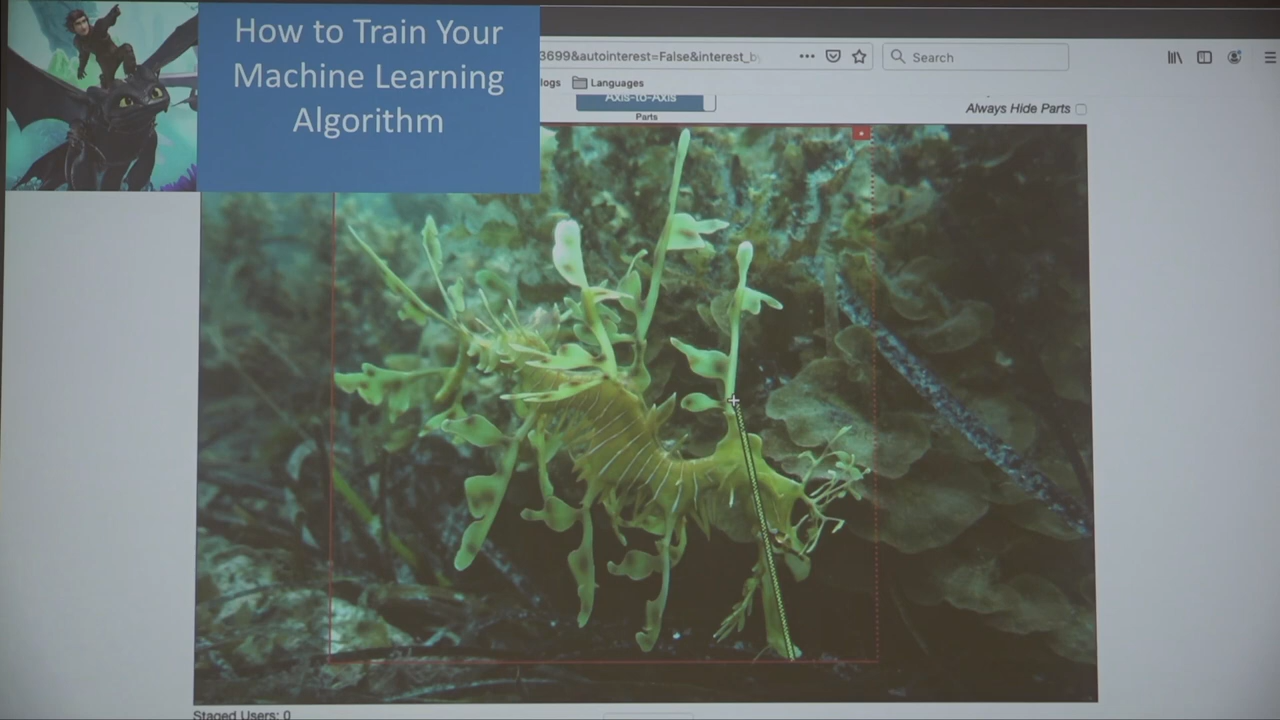 How to Train Your
Machine Learning
Algorithm
3699&autointerest=False&interest_b
Search
logs
Languages
Axis-to-Axis
Parts
Always Hide Parts
Staged Users: 0